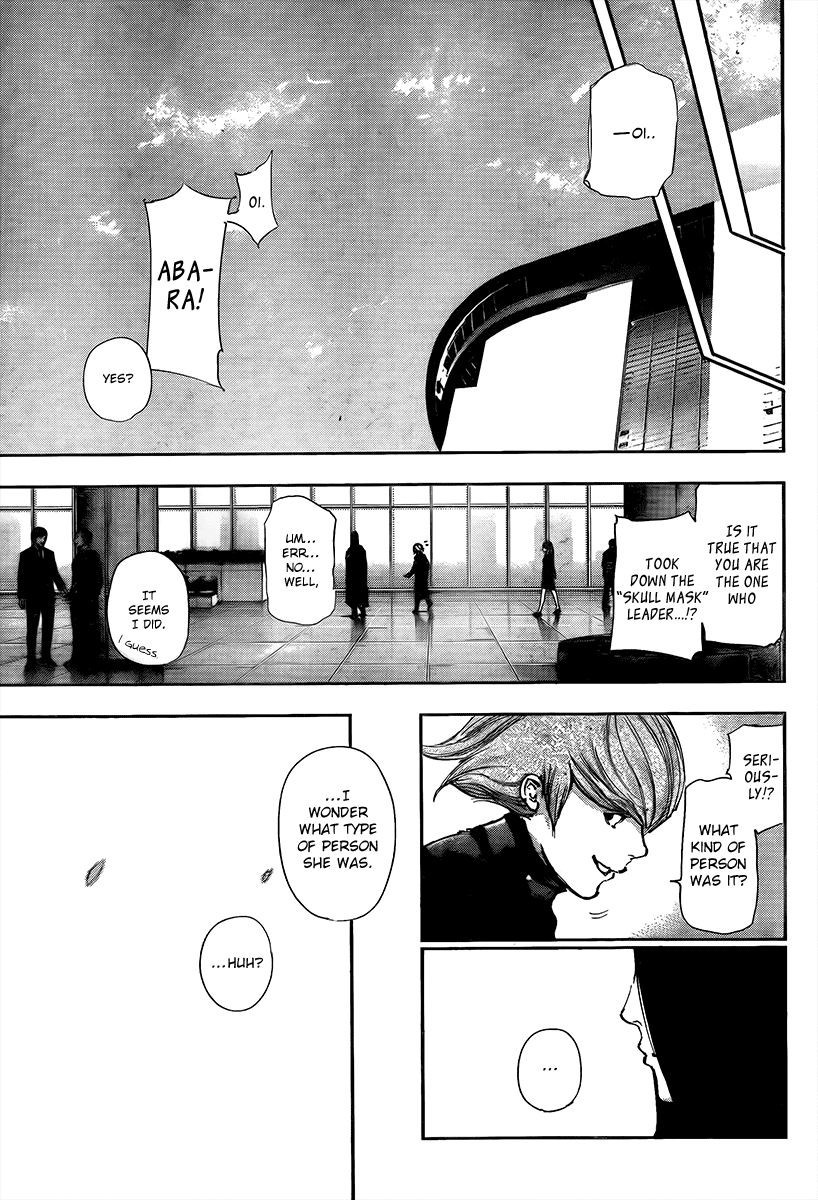 —OI..
OI.
ABA-
RA!
YES?
IS IT
TRUE THAT
YOU ARE
THE ONE
WHO
TOOK
DOWN THE
"SKULL MASK"
LEADER....!?
UM...
ERR...
NO...
WELL,
IT
SEEMS
I DID.
I GUESS
SERI-
OUS-
LY!?
WHAT
KIND OF
PERSON
WAS IT?
...
...I
WONDER
WHAT TYPE
OF PERSON
SHE WAS.
...HUH?